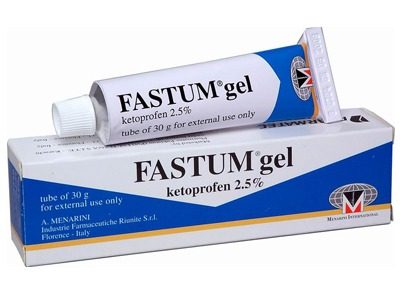 FASTUM® gel
ketoprofen 2.5%
tube of 30 g for external use only
FASTUM® gel
ketoprofen 2.5%
tube of 30 g
for external use only
A. MENARINI
Industrie Farmaceutiche Riunite S.r.l.
Florence - Italy
M
MENARINI INTERNATIONAL